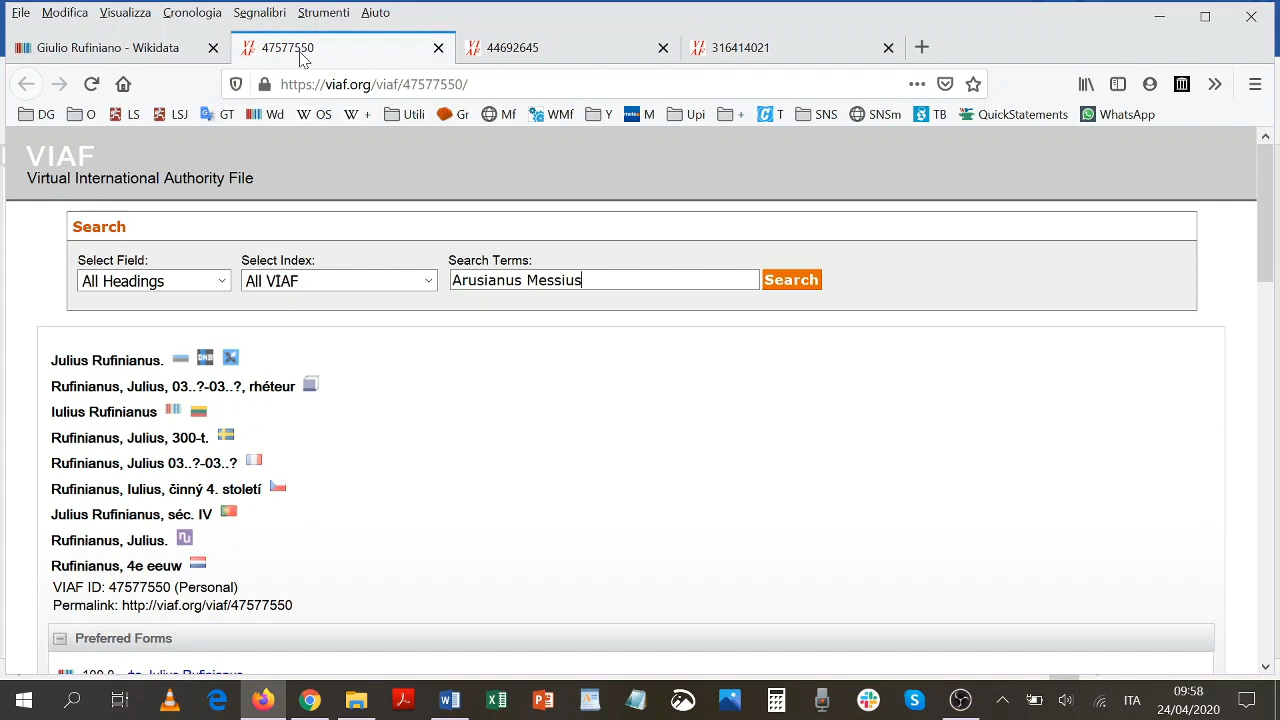 File Modifica Visualizza Cronologia Segnalibri Strumenti Aiuto
Giulio Rufiniano - Wikidata
47577550
44692645
316414021
https://viaf.org/viaf/47577550/
DG O LS LSJ GT Wd OS + Utili Gr Mf WMf Y M Upi + T SNS SNSm TB QuickStatements WhatsApp
VIAF
Virtual International Authority File
Search
Select Field: Select Index: Search Terms:
All Headings All VIAF Arusianus Messius Search
Julius Rufinianus. DNB
Rufinianus, Julius, 03..?-03..?, rhéteur
Iulius Rufinianus
Rufinianus, Julius, 300-t.
Rufinianus, Julius 03..?-03..?
Rufinianus, Iulius, činný 4. století
Julius Rufinianus, séc. IV
Rufinianus, Julius.
Rufinianus, 4e eeuw
VIAF ID: 47577550 (Personal)
Permalink: http://viaf.org/viaf/47577550
Preferred Forms
ITA
09:58
24/04/2020